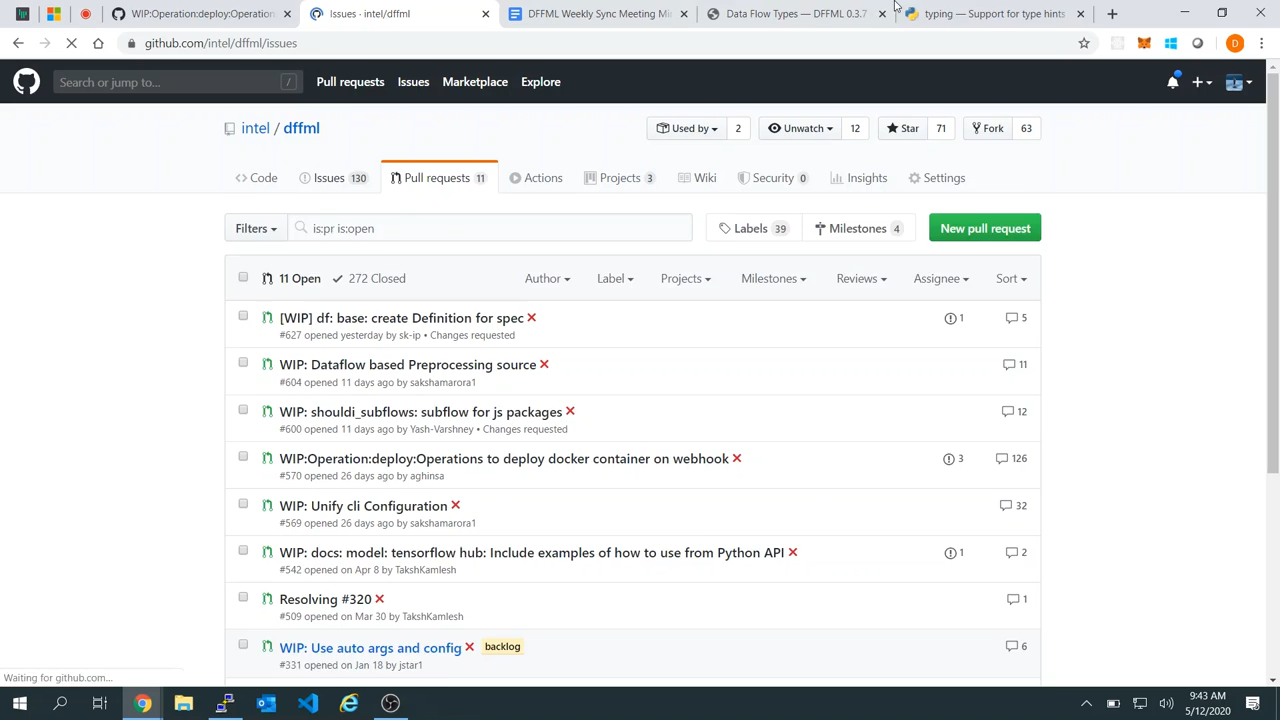 WIP:Operation:deploy:Operation
Issues · intel/dffml
DFFML Weekly Sync Meeting Mi
Data Flow Types — DFFML 0.3.7
typing — Support for type hints
github.com/intel/dffml/issues
Search or jump to...
/
Pull requests
Issues
Marketplace
Explore
intel / dffml
Used by 2
Unwatch 12
Star 71
Fork 63
Code
Issues 130
Pull requests 11
Actions
Projects 3
Wiki
Security 0
Insights
Settings
Filters
is:pr is:open
Labels 39
Milestones 4
New pull request
11 Open
272 Closed
Author
Label
Projects
Milestones
Reviews
Assignee
Sort
[WIP] df: base: create Definition for spec
1
5
#627 opened yesterday by sk-ip • Changes requested
WIP: Dataflow based Preprocessing source
11
#604 opened 11 days ago by sakshamarora1
WIP: shouldi_subflows: subflow for js packages
12
#600 opened 11 days ago by Yash-Varshney • Changes requested
WIP:Operation:deploy:Operations to deploy docker container on webhook
3
126
#570 opened 26 days ago by aghinsa
WIP: Unify cli Configuration
32
#569 opened 26 days ago by sakshamarora1
WIP: docs: model: tensorflow hub: Include examples of how to use from Python API
1
2
#542 opened on Apr 8 by TakshKamlesh
Resolving #320
1
#509 opened on Mar 30 by TakshKamlesh
WIP: Use auto args and config
backlog
6
#331 opened on Jan 18 by jstar1
Waiting for github.com...
9:43 AM
5/12/2020